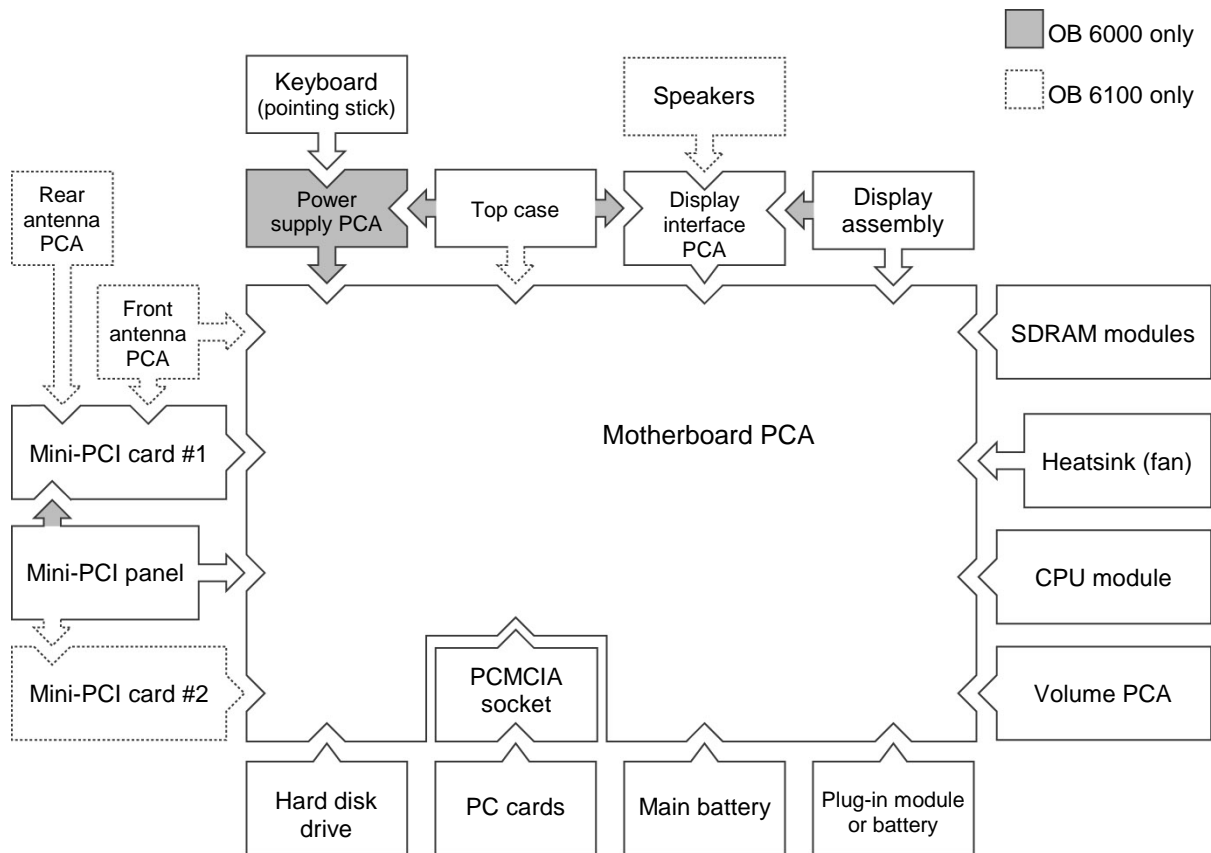 OB 6000 only
OB 6100 only
Keyboard
(pointing stick)
Speakers
Rear
antenna
PCA
Power
supply PCA
Top case
Display
interface
PCA
Display
assembly
Front
antenna
PCA
SDRAM modules
Mini-PCI card #1
Motherboard PCA
Heatsink (fan)
Mini-PCI panel
CPU module
Mini-PCI card #2
PCMCIA
socket
Volume PCA
Hard disk
drive
PC cards
Main battery
Plug-in module
or battery